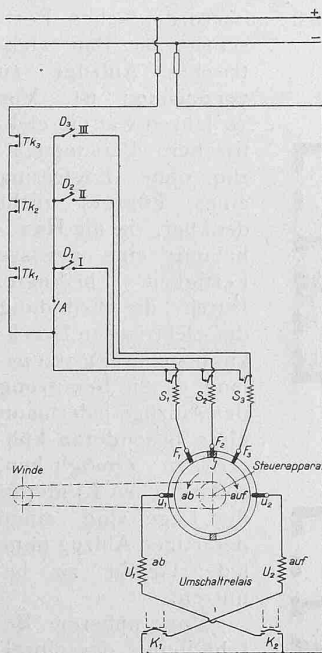 +
−
D3
III
Tk3
D2
II
Tk2
D1
I
Tk1
A
S1
S2
S3
F1
F2
F3
J
Winde
Steuerappara
ab
auf
u1
u2
ab
auf
U1
U2
Umschaltrelais
K1
K2